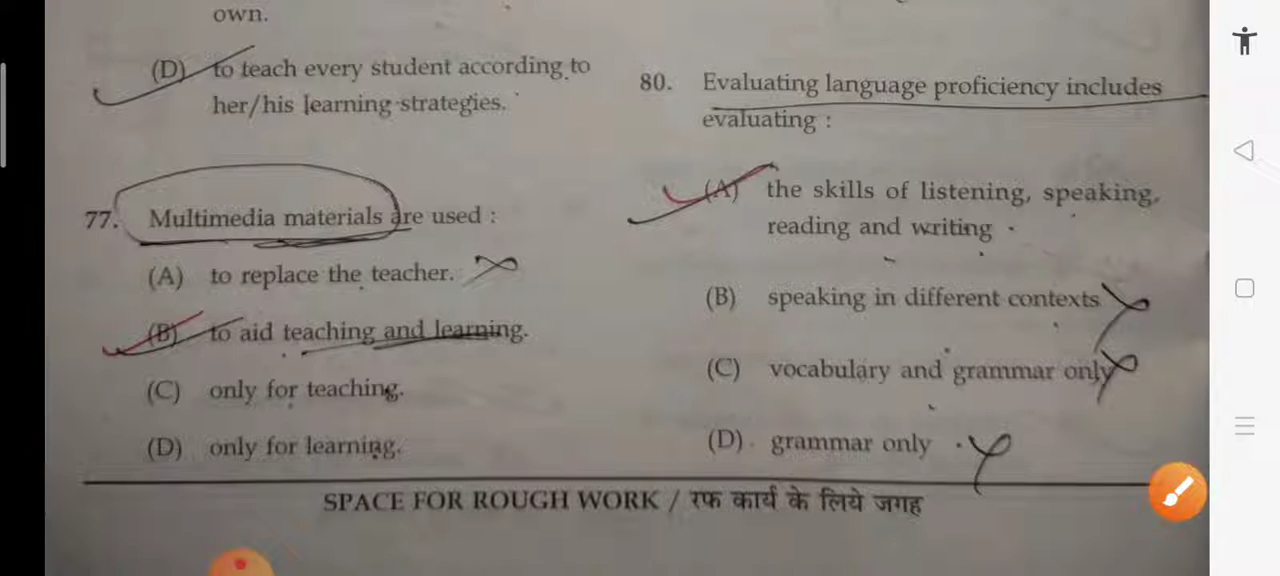 own.
(D) to teach every student according to
her/his learning strategies.
77. Multimedia materials are used :
(A) to replace the teacher.
(B) to aid teaching and learning.
(C) only for teaching.
(D) only for learning.
80. Evaluating language proficiency includes
evaluating :
(A) the skills of listening, speaking,
reading and writing
(B) speaking in different contexts
(C) vocabulary and grammar only
(D) grammar only
SPACE FOR ROUGH WORK / रफ कार्य के लिये जगह